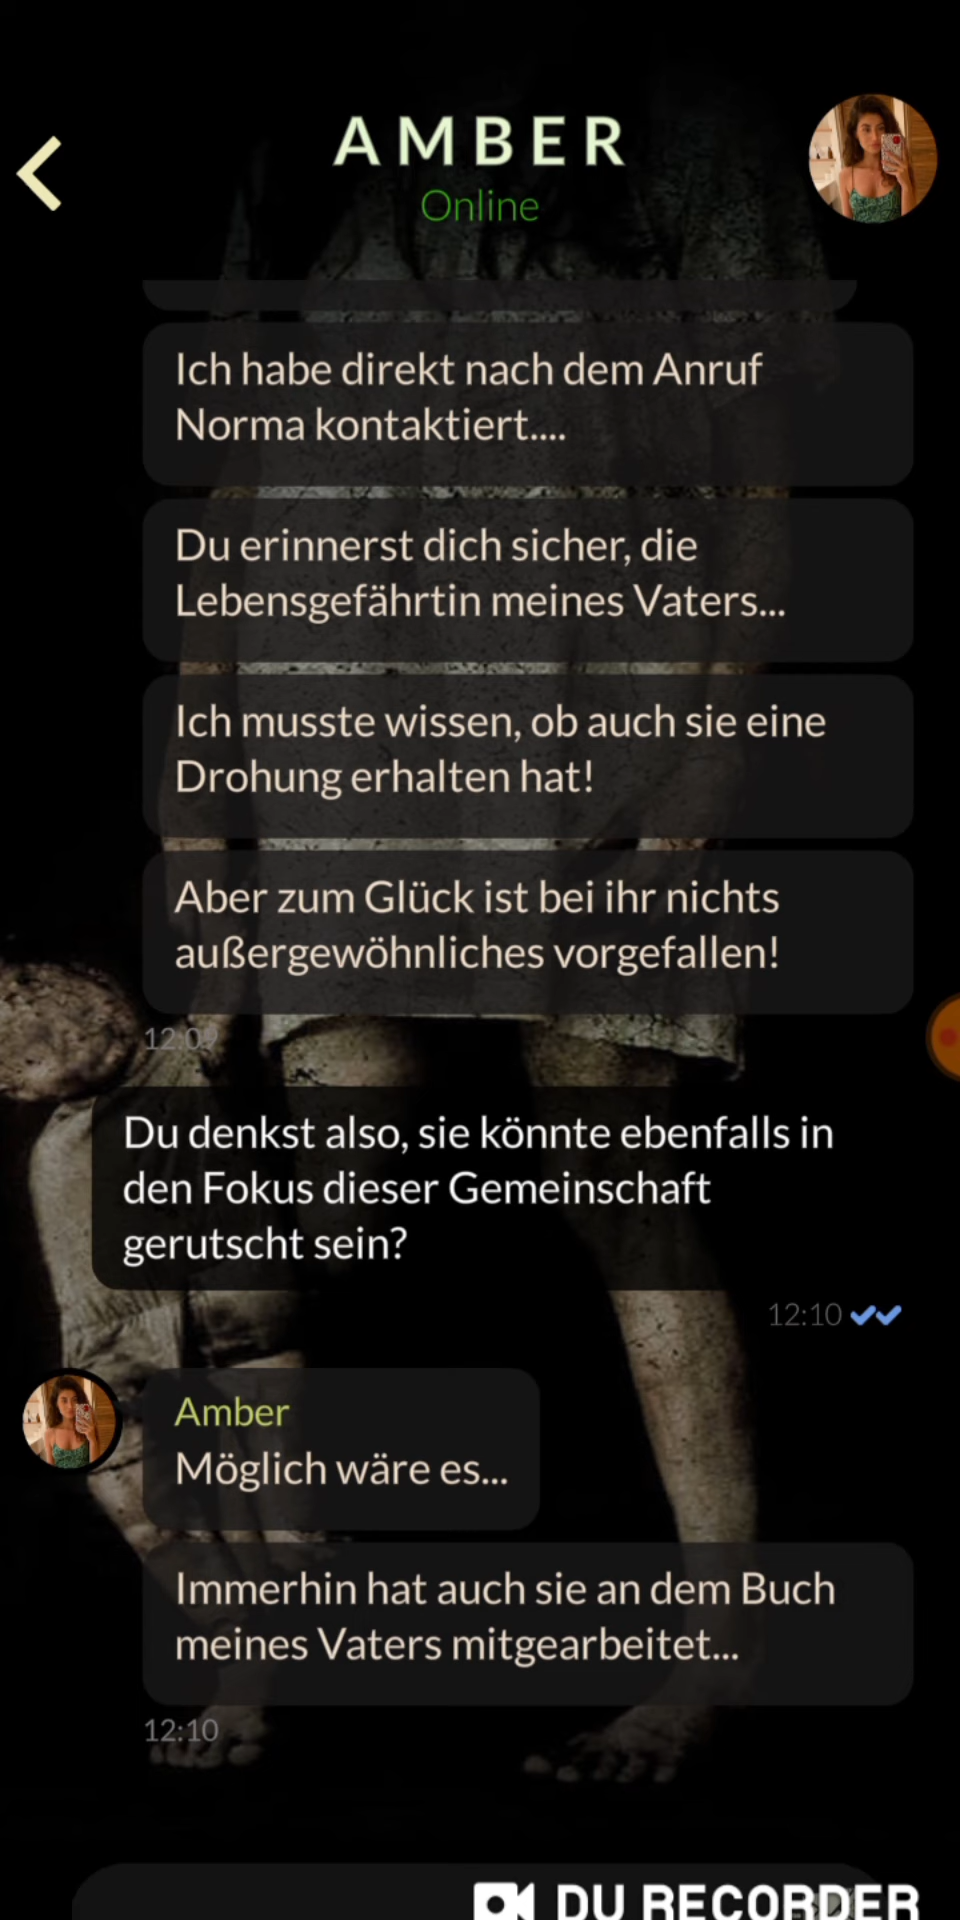 AMBER
Online
Ich habe direkt nach dem Anruf
Norma kontaktiert....
Du erinnerst dich sicher, die
Lebensgefährtin meines Vaters...
Ich musste wissen, ob auch sie eine
Drohung erhalten hat!
Aber zum Glück ist bei ihr nichts
außergewöhnliches vorgefallen!
12:09
Du denkst also, sie könnte ebenfalls in
den Fokus dieser Gemeinschaft
gerutscht sein?
12:10
Amber
Möglich wäre es...
Immerhin hat auch sie an dem Buch
meines Vaters mitgearbeitet...
12:10
DU RECORDER